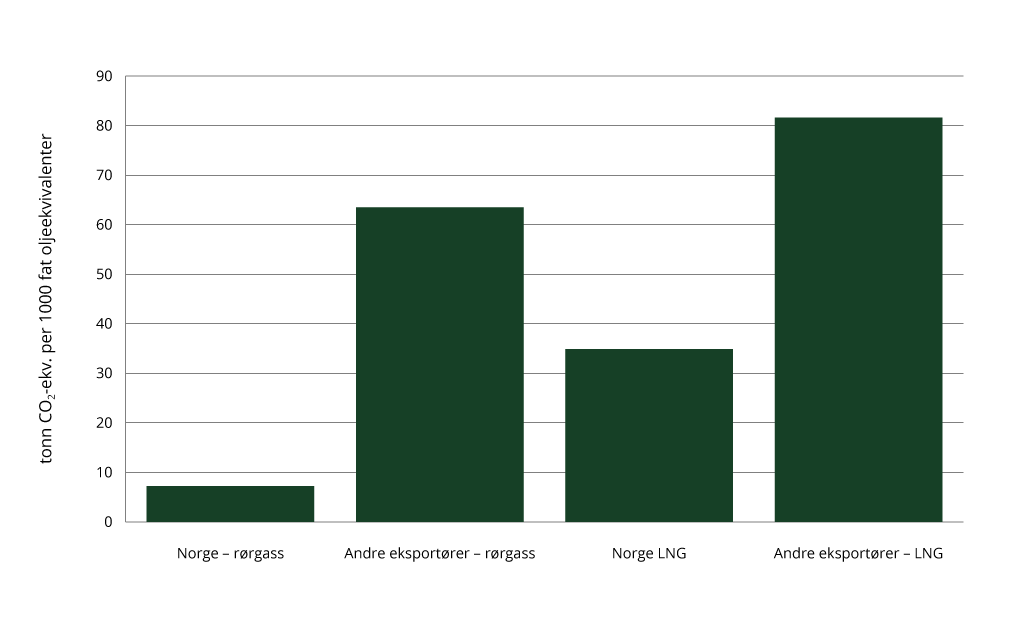 90
80
70
60
50
40
30
20
10
0
tonn CO₂-ekv. per 1000 fat oljeekvivalenter
Norge – rørgass
Andre eksportører – rørgass
Norge LNG
Andre eksportører – LNG